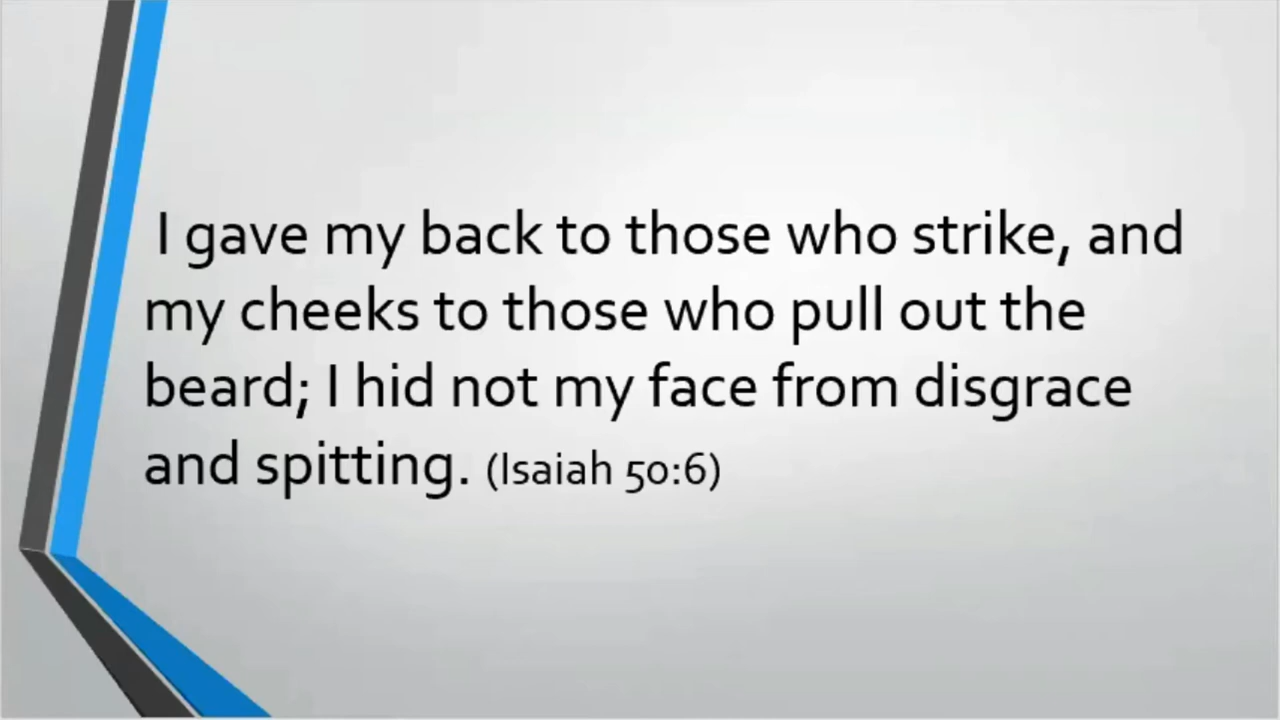 I gave my back to those who strike, and
my cheeks to those who pull out the
beard; I hid not my face from disgrace
and spitting. (Isaiah 50:6)